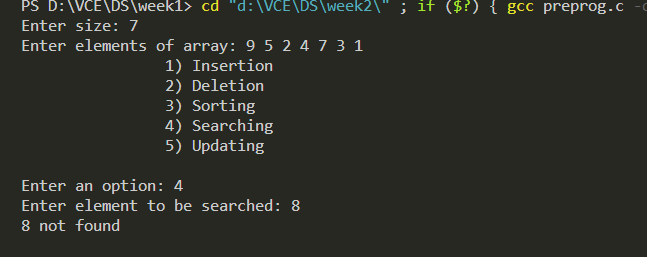 PS D:\VCE\DS\week1> cd "d:\VCE\DS\week2\" ; if ($?) { gcc preprog.c
Enter size: 7
Enter elements of array: 9 5 2 4 7 3 1
1) Insertion
2) Deletion
3) Sorting
4) Searching
5) Updating
Enter an option: 4
Enter element to be searched: 8
8 not found